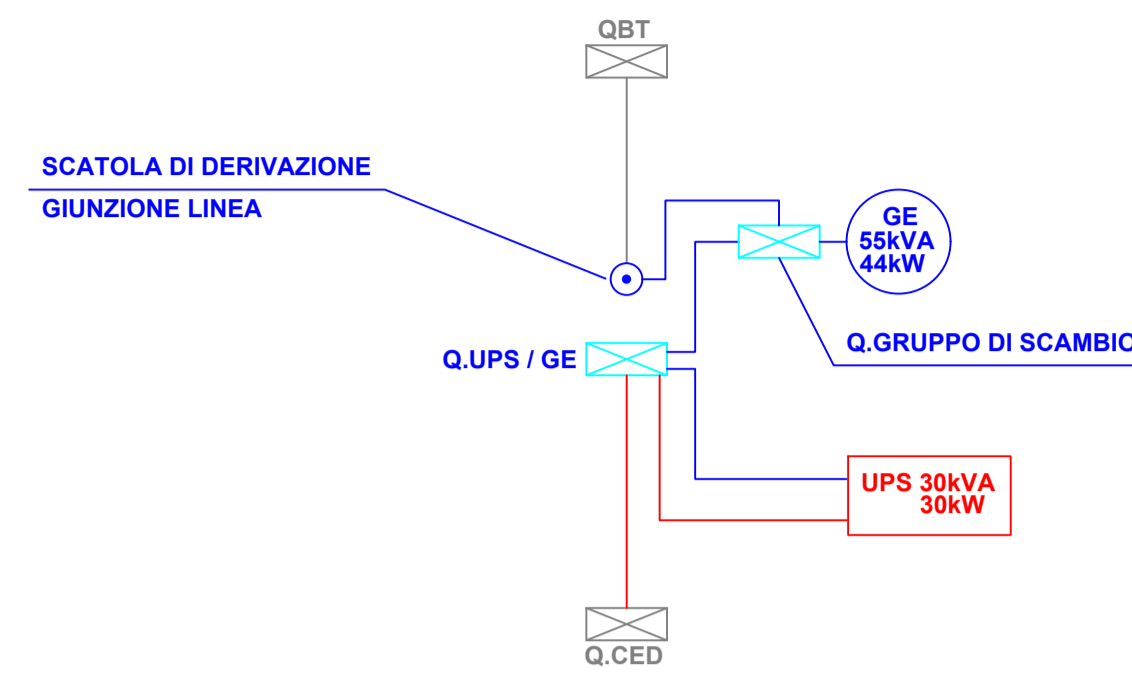 QBT
SCATOLA DI DERIVAZIONE
GIUNZIONE LINEA
GE
55kVA
44kW
Q.GRUPPO DI SCAMBIO
Q.UPS / GE
UPS 30kVA
30kW
Q.CED